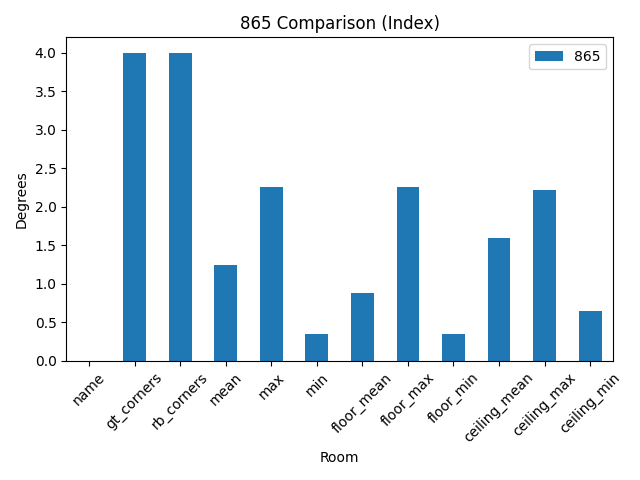 865 Comparison (Index)
865
Degrees
4.0
3.5
3.0
2.5
2.0
1.5
1.0
0.5
0.0
name
gt_corners
rb_corners
mean
max
min
floor_mean
floor_max
floor_min
ceiling_mean
ceiling_max
ceiling_min
Room